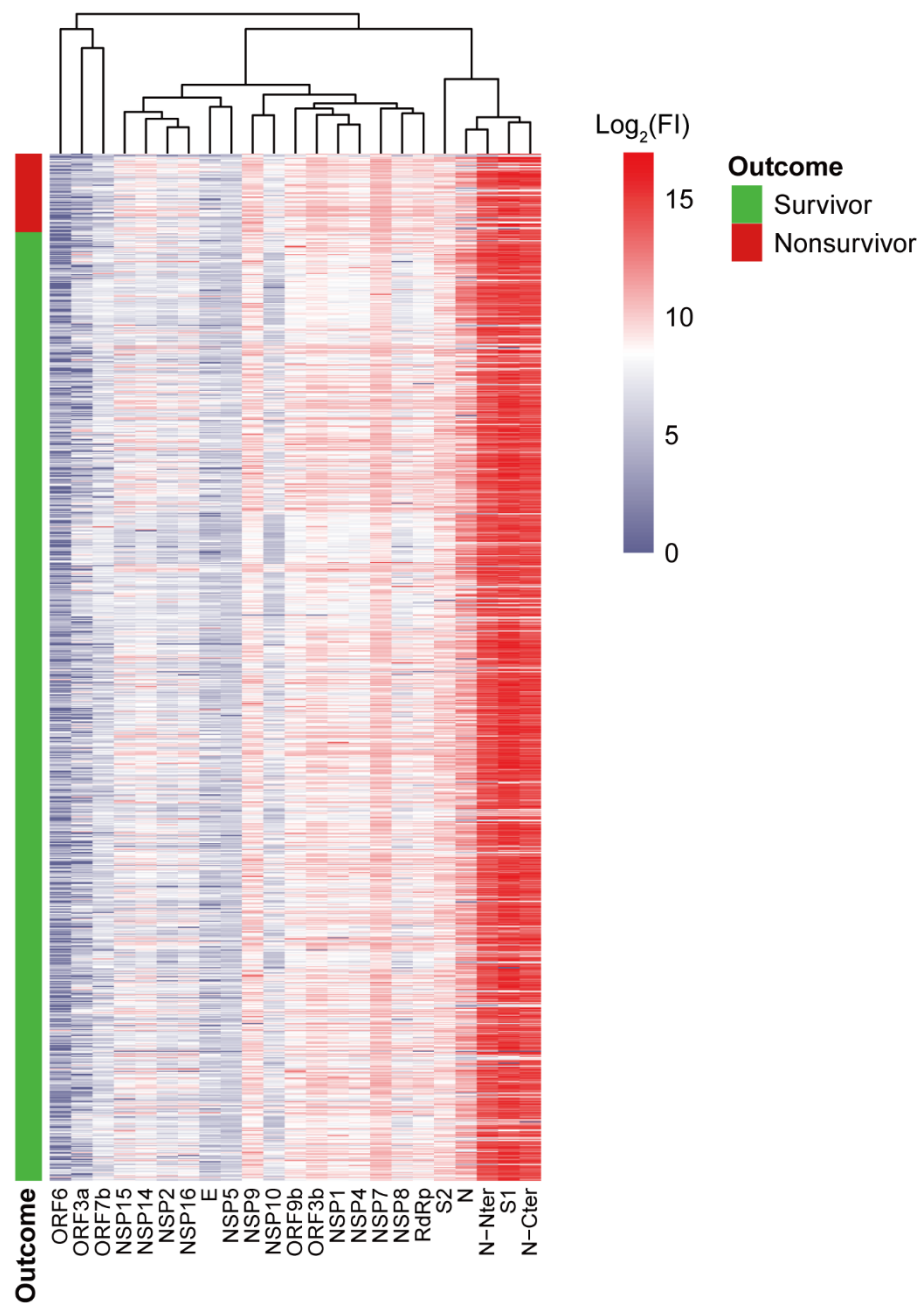 Log₂(FI)
15
10
5
0
Outcome
Survivor
Nonsurvivor
Outcome
ORF6
ORF3a
ORF7b
NSP15
NSP14
NSP2
NSP16
E
NSP5
NSP9
NSP10
ORF9b
ORF3b
NSP1
NSP4
NSP7
NSP8
RdRp
S2
N
N-Nter
S1
N-Cter